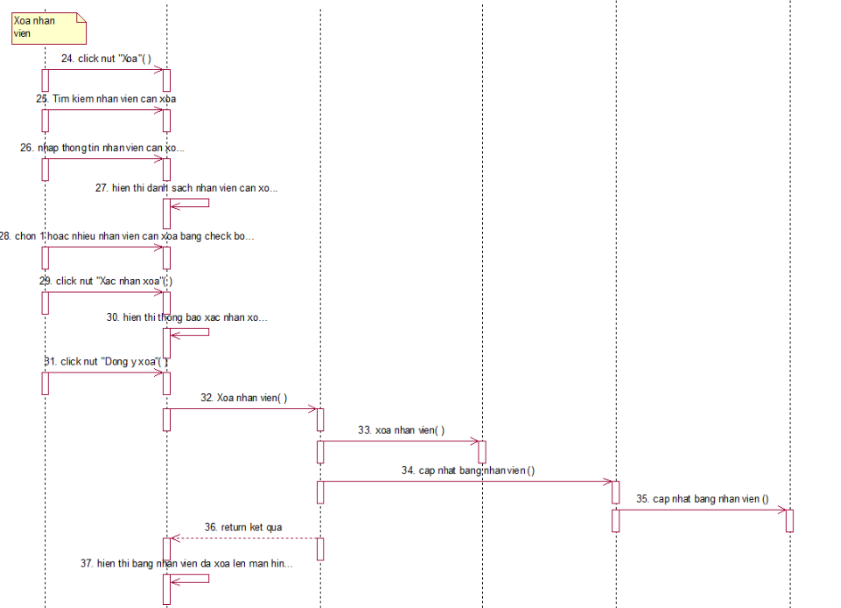 Xoa nhan
vien
24. click nut "Xoa"( )
25. Tim kiem nhan vien can xoa
26. nhap thong tin nhan vien can xo...
27. hien thi danh sach nhan vien can xo...
28. chon 1 hoac nhieu nhan vien can xoa bang check bo...
29. click nut "Xac nhan xoa"( )
30. hien thi thong bao xac nhan xo...
31. click nut "Dong y xoa"( )
32. Xoa nhan vien( )
33. xoa nhan vien( )
34. cap nhat bang nhan vien ()
35. cap nhat bang nhan vien ()
36. return ket qua
37. hien thi bang nhan vien da xoa len man hin...